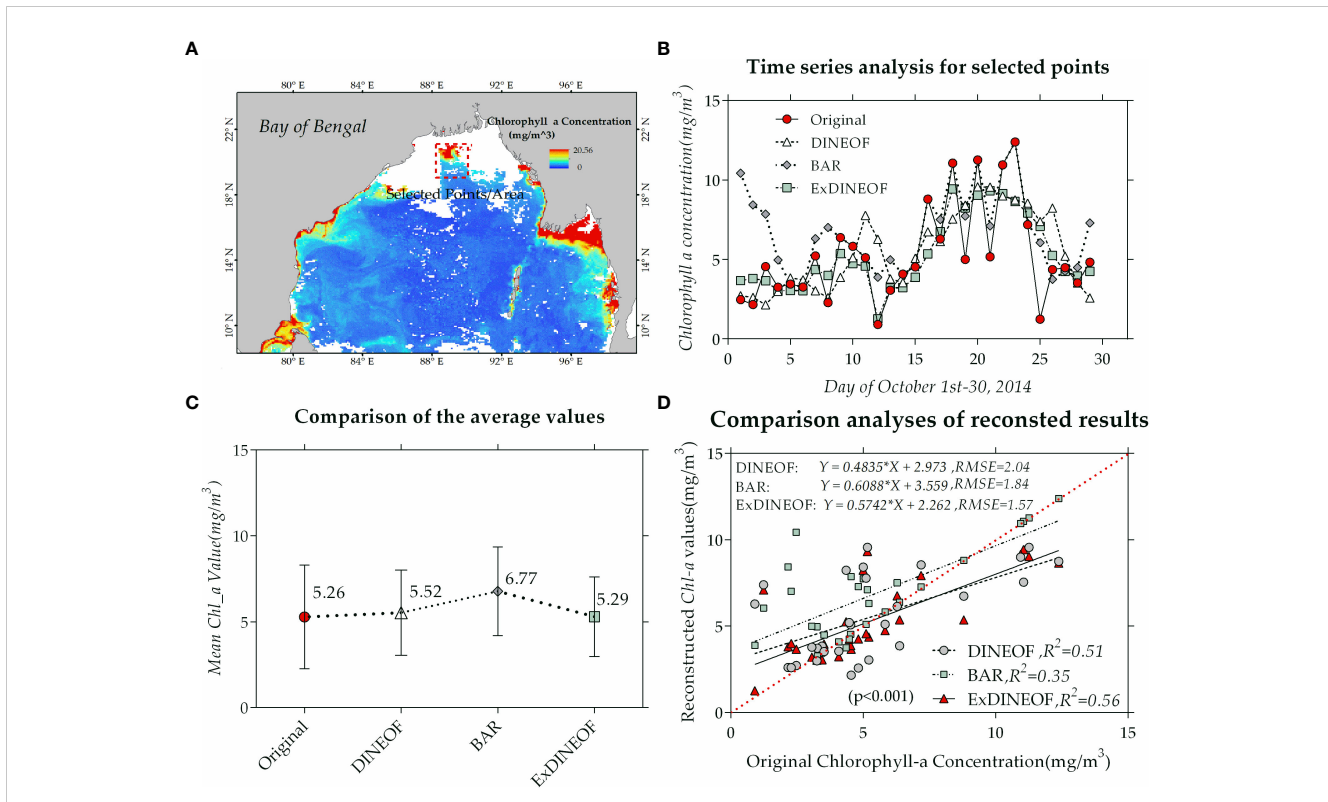 A
80° E
84° E
88° E
92° E
96° E
Bay of Bengal
Chlorophyll a Concentration
(mg/m^3)
20.56
0
Selected Points/Area
22° N
18° N
14° N
10° N
22° N
18° N
14° N
10° N
80° E
84° E
88° E
92° E
96° E
B
Time series analysis for selected points
Chlorophyll a concentration(mg/m³)
15
10
5
0
Original
DINEOF
BAR
ExDINEOF
0
5
10
15
20
25
30
Day of October 1st-30, 2014
C
Comparison of the average values
Mean Chl_a Value(mg/m³)
15
10
5
0
5.26
5.52
6.77
5.29
Original
DINEOF
BAR
ExDINEOF
D
Comparison analyses of reconsted results
Reconstructed Chl-a values(mg/m³)
15
10
5
0
DINEOF: Y = 0.4835*X + 2.973 ,RMSE=2.04
BAR: Y = 0.6088*X + 3.559 ,RMSE=1.84
ExDINEOF: Y = 0.5742*X + 2.262 ,RMSE=1.57
DINEOF ,R²=0.51
BAR,R²=0.35
ExDINEOF,R²=0.56
(p<0.001)
0
5
10
15
Original Chlorophyll-a Concentration(mg/m³)